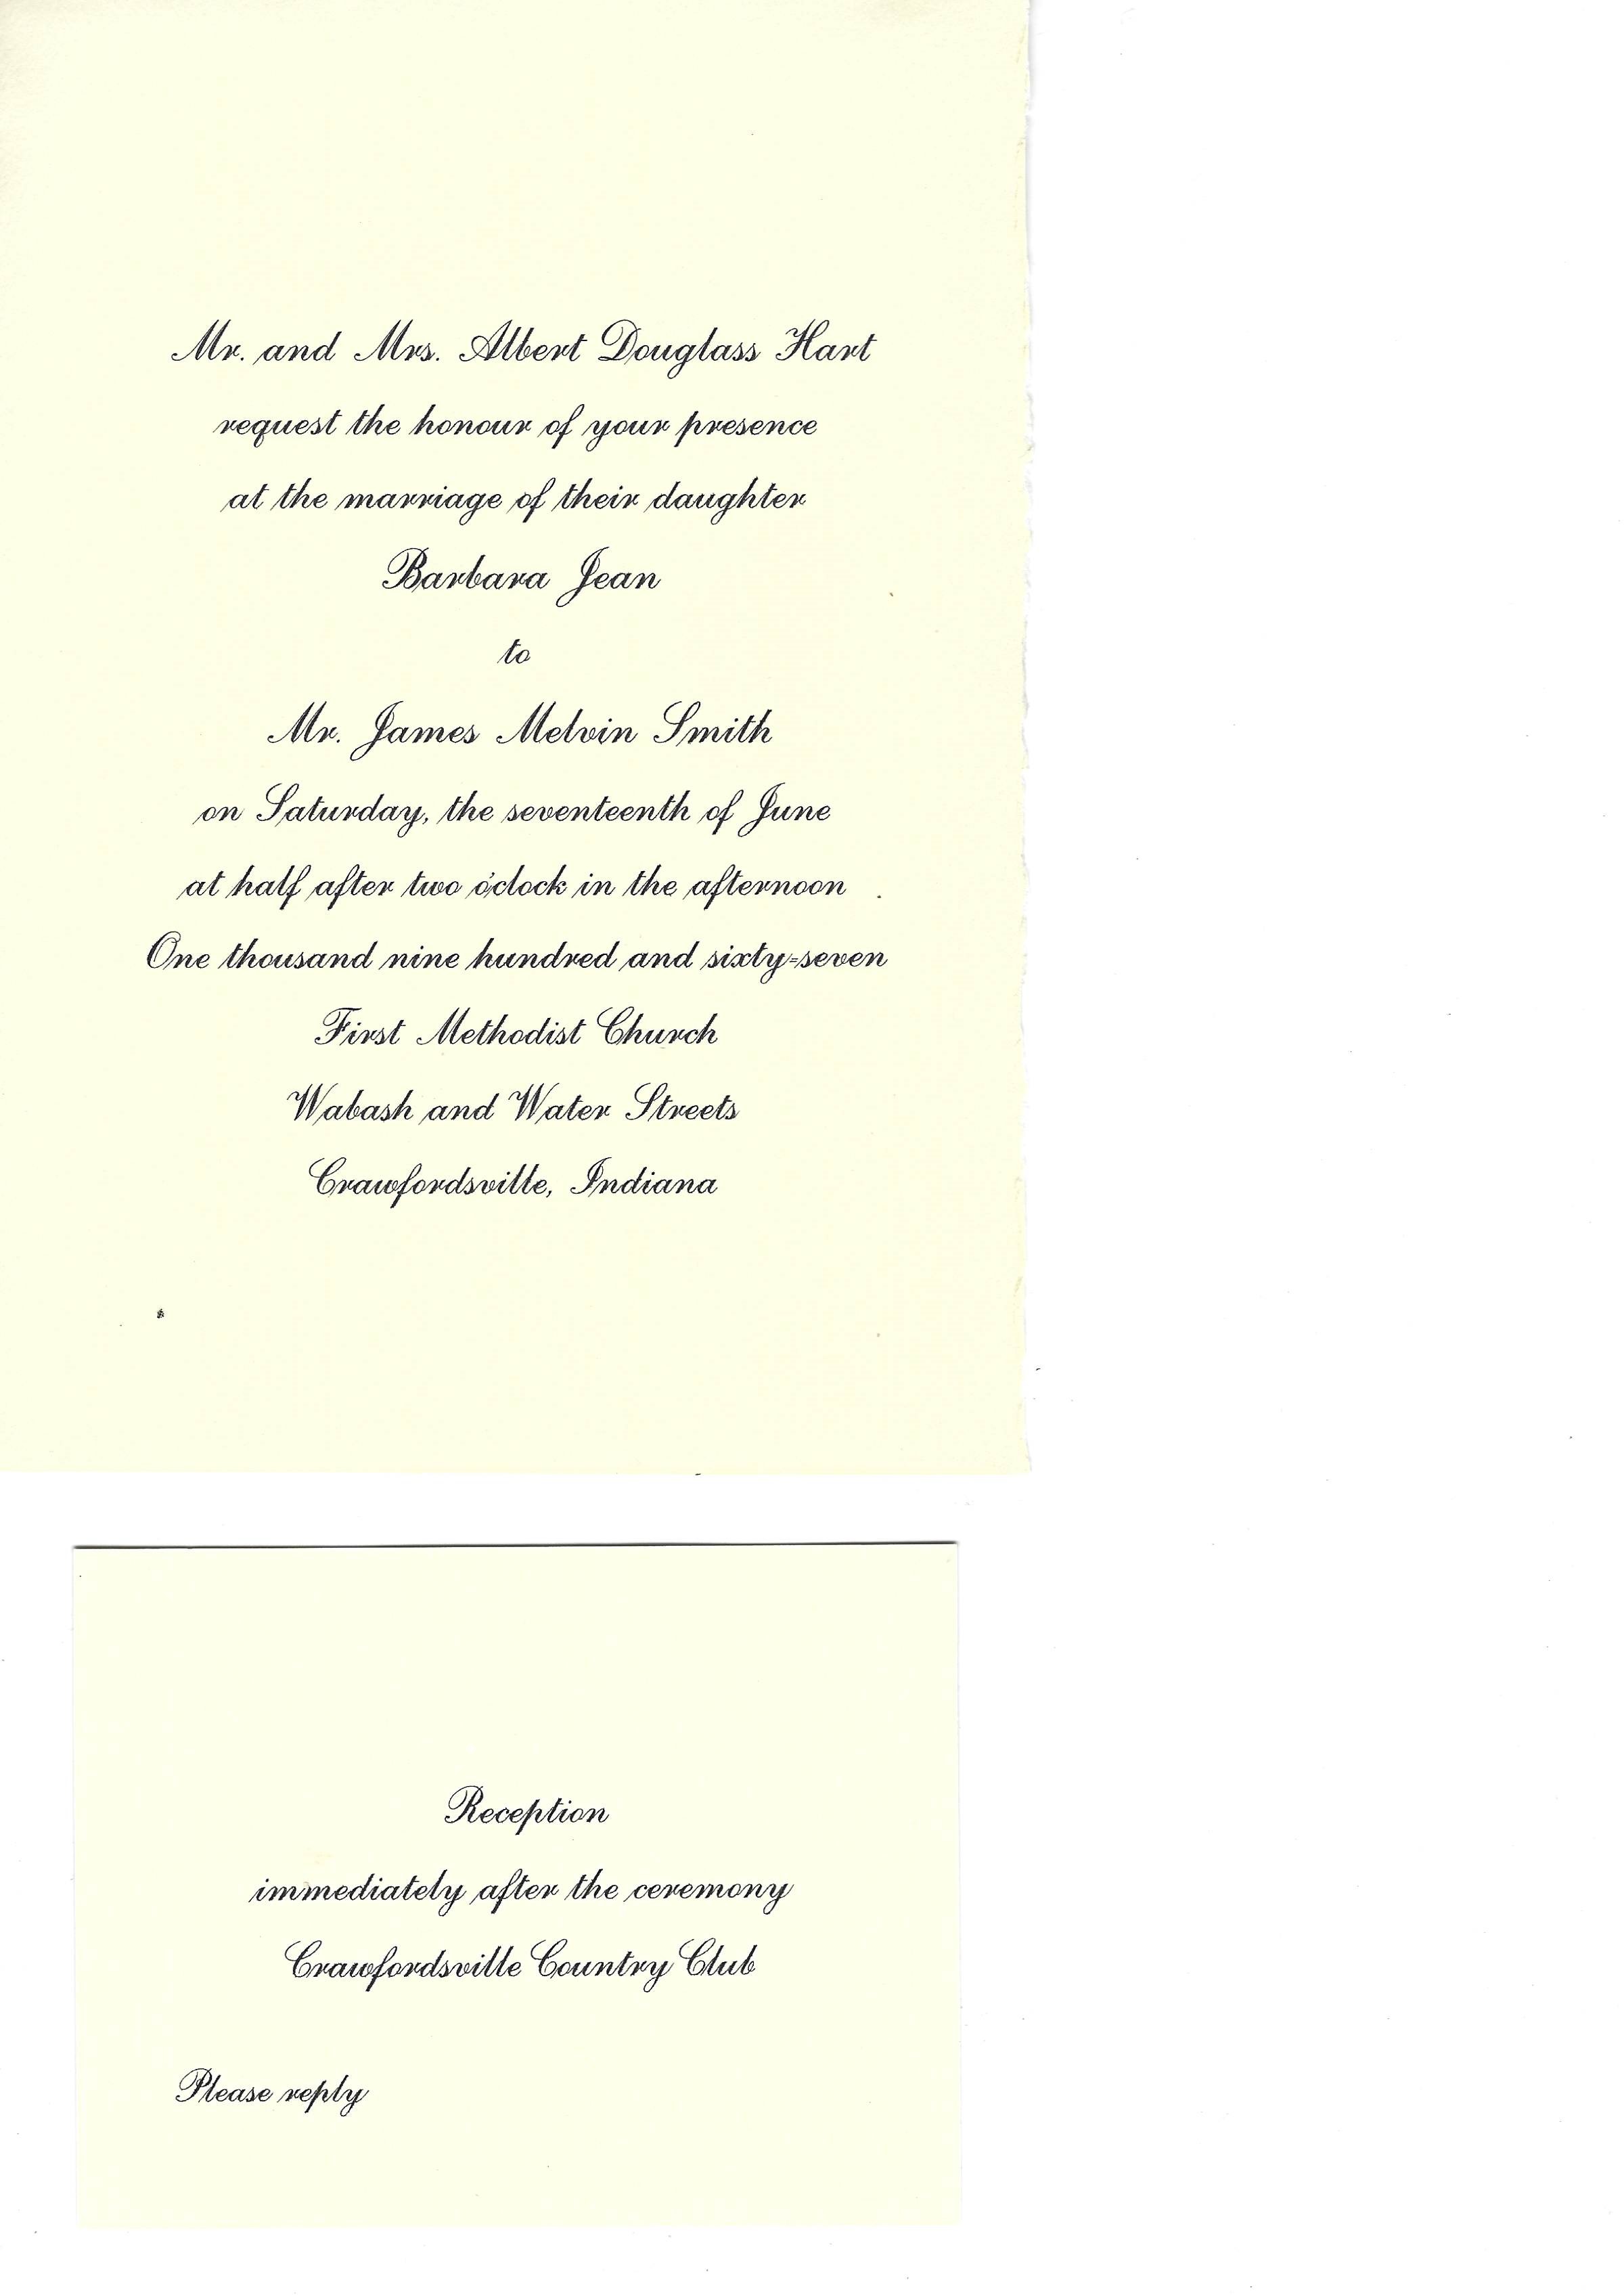 Mr. and Mrs. Albert Douglass Hart
request the honour of your presence
at the marriage of their daughter
Barbara Jean
to
Mr. James Melvin Smith
on Saturday, the seventeenth of June
at half after two o'clock in the afternoon
One thousand nine hundred and sixty-seven
First Methodist Church
Wabash and Water Streets
Crawfordsville, Indiana
Reception
immediately after the ceremony
Crawfordsville Country Club
Please reply